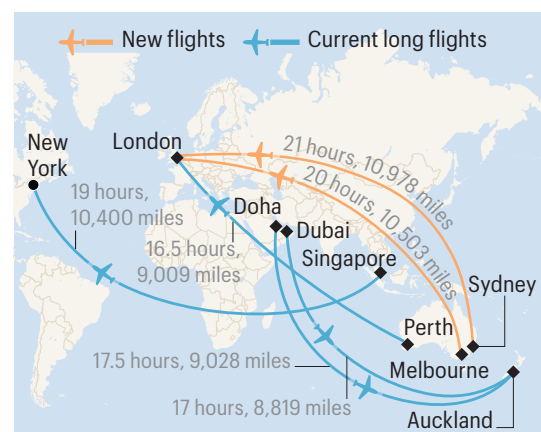 New flights
Current long flights
New
York
London
21 hours, 10,978 miles
20 hours, 10,503 miles
19 hours,
10,400 miles
Doha
Dubai
16.5 hours,
9,009 miles
Singapore
Sydney
Perth
Melbourne
17.5 hours, 9,028 miles
17 hours, 8,819 miles
Auckland